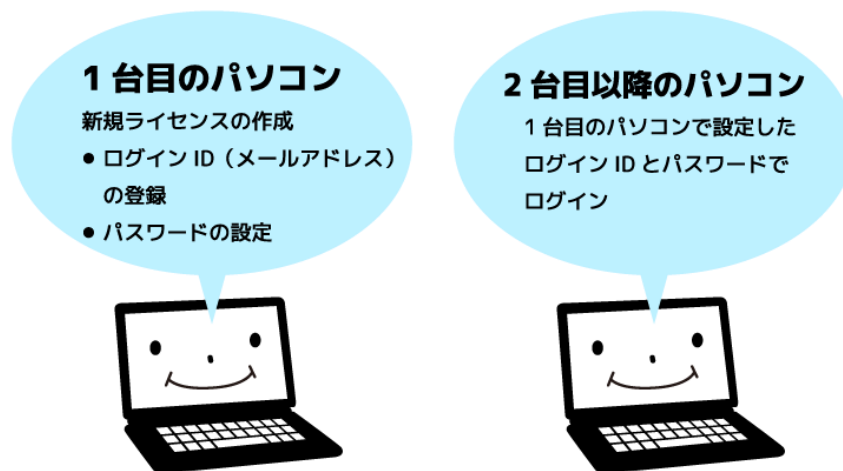 1台目のパソコン
新規ライセンスの作成
● ログイン ID（メールアドレス）
の登録
● パスワードの設定
2台目以降のパソコン
1台目のパソコンで設定した
ログイン ID とパスワードで
ログイン